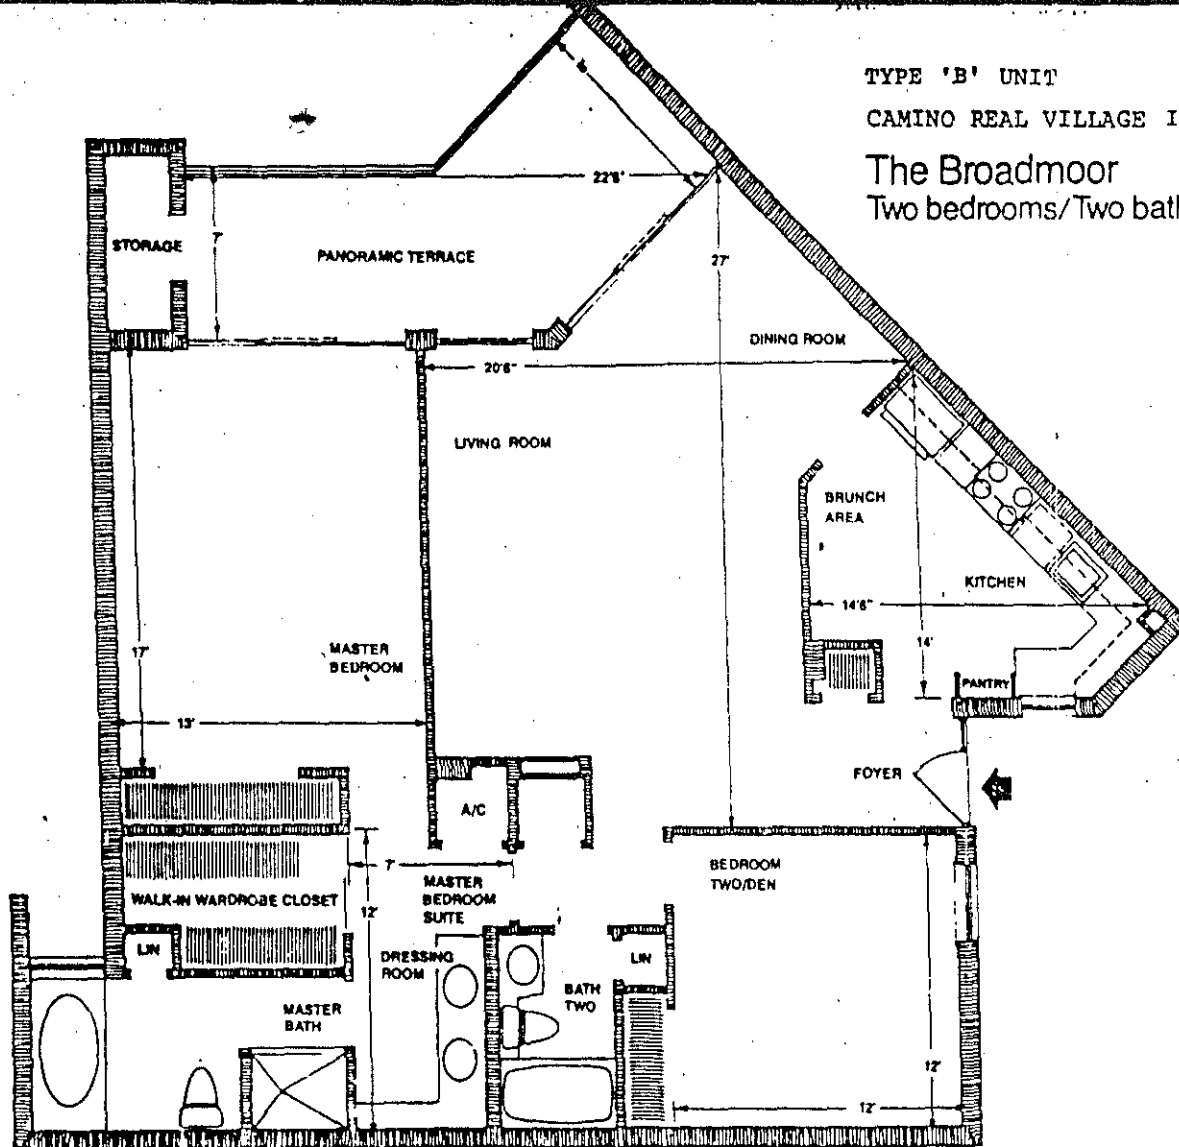 TYPE 'B' UNIT
CAMINO REAL VILLAGE I
The Broadmoor
Two bedrooms/Two bath
22'6"
STORAGE
7'
PANORAMIC TERRACE
27'
DINING ROOM
20'6"
LIVING ROOM
BRUNCH
AREA
KITCHEN
14'6"
14'
17'
MASTER
BEDROOM
PANTRY
13'
FOYER
A/C
7'
MASTER
BEDROOM
SUITE
BEDROOM
TWO/DEN
WALK-IN WARDROBE CLOSET
12'
LIN
DRESSING
ROOM
LIN
BATH
TWO
MASTER
BATH
12'
12'